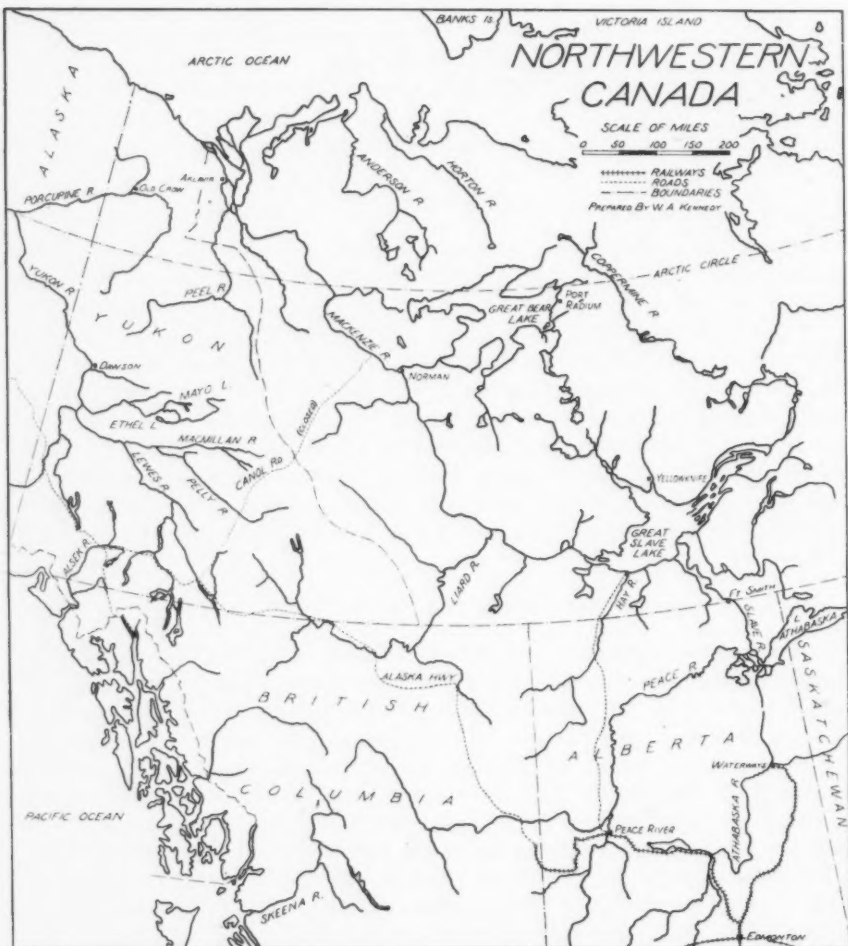 BANKS IS.
VICTORIA ISLAND
ARCTIC OCEAN
NORTHWESTERN
CANADA
SCALE OF MILES
0 50 100 150 200
RAILWAYS
ROADS
BOUNDARIES
PREPARED BY W. A. KENNEDY
ALASKA
PORCUPINE R.
OLD CROW
AKLAVIK
ANDERSON R.
HORTON R.
ARCTIC CIRCLE
COPPERMINE R.
YUKON R.
PEEL R.
YUKON
MACKENZIE R.
GREAT BEAR
LAKE
PORT
RADIUM
DAWSON
NORMAN
MAYO L.
ETHEL L.
MACMILLAN R.
(CLOSED)
CANOL RD.
LEWES R.
PELLY R.
YELLOWKNIFE
GREAT
SLAVE
LAKE
ALSEK R.
LIARD R.
HAY R.
FT. SMITH
SLAVE R.
L.
ATHABASKA
SASKATCHEWAN
ALASKA HWY.
PEACE R.
BRITISH
ALBERTA
COLUMBIA
WATERWAYS
PACIFIC OCEAN
PEACE RIVER
ATHABASKA R.
SKEENA R.
EDMONTON